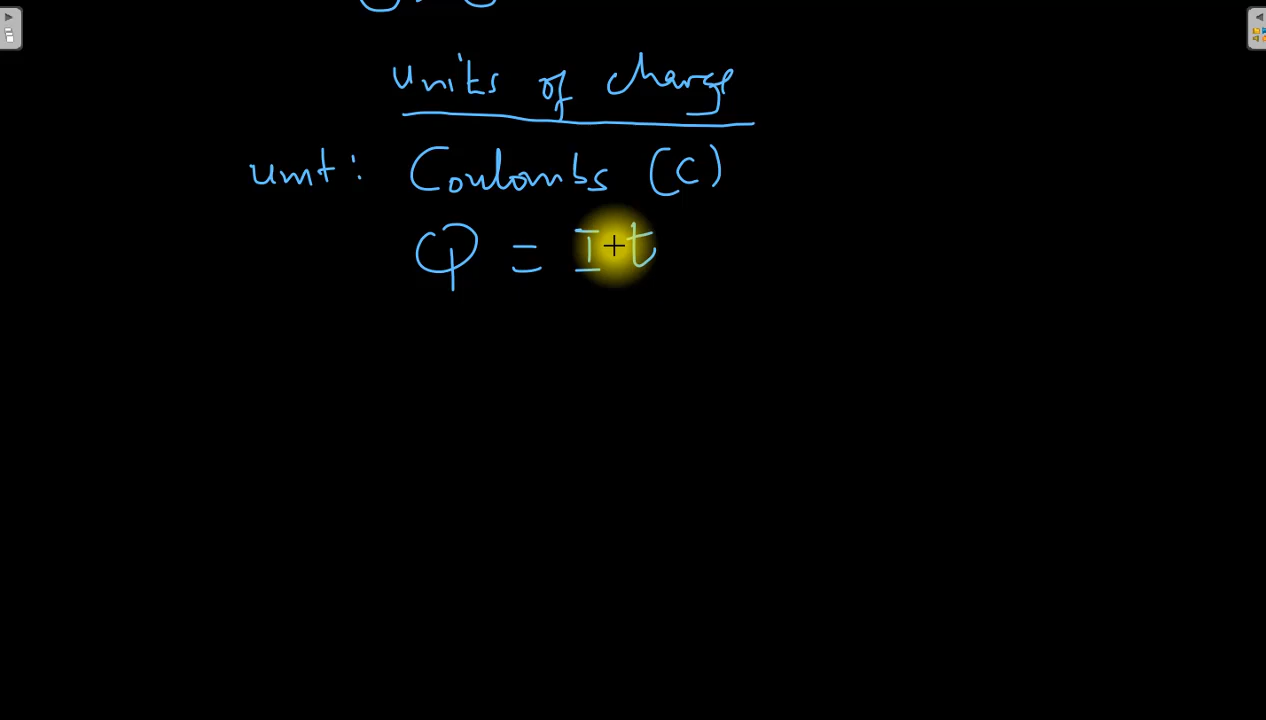 units of charge
unit: Coulombs (C)
Q = It